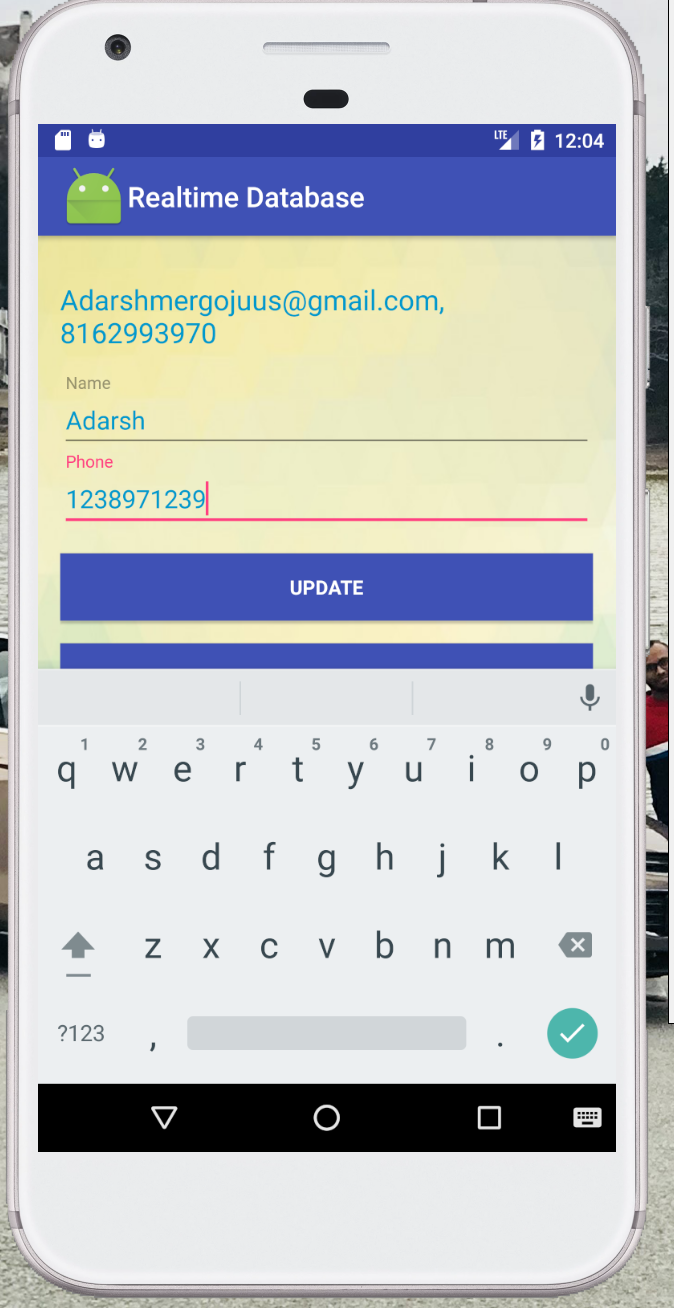 LTE 12:04
Realtime Database
Adarshmergojuus@gmail.com,
8162993970
Name
Adarsh
Phone
1238971239
UPDATE
1 2 3 4 5 6 7 8 9 0
q w e r t y u i o p
a s d f g h j k l
z x c v b n m
?123 , .